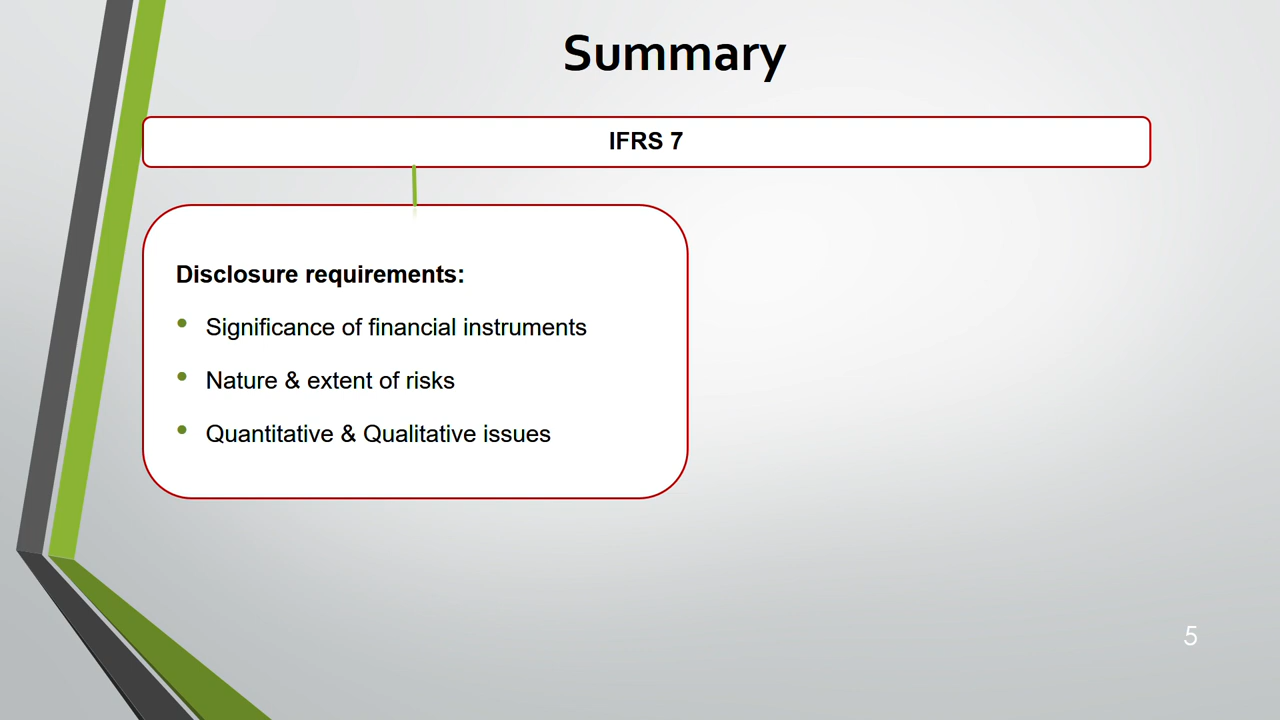 Summary
IFRS 7
Disclosure requirements:
• Significance of financial instruments
• Nature & extent of risks
• Quantitative & Qualitative issues
5